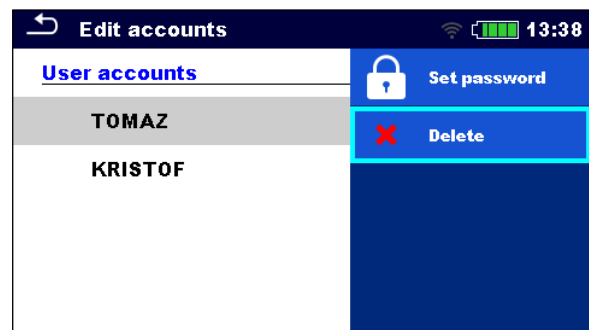 Edit accounts 13:38
User accounts
Set password
TOMAZ
Delete
KRISTOF